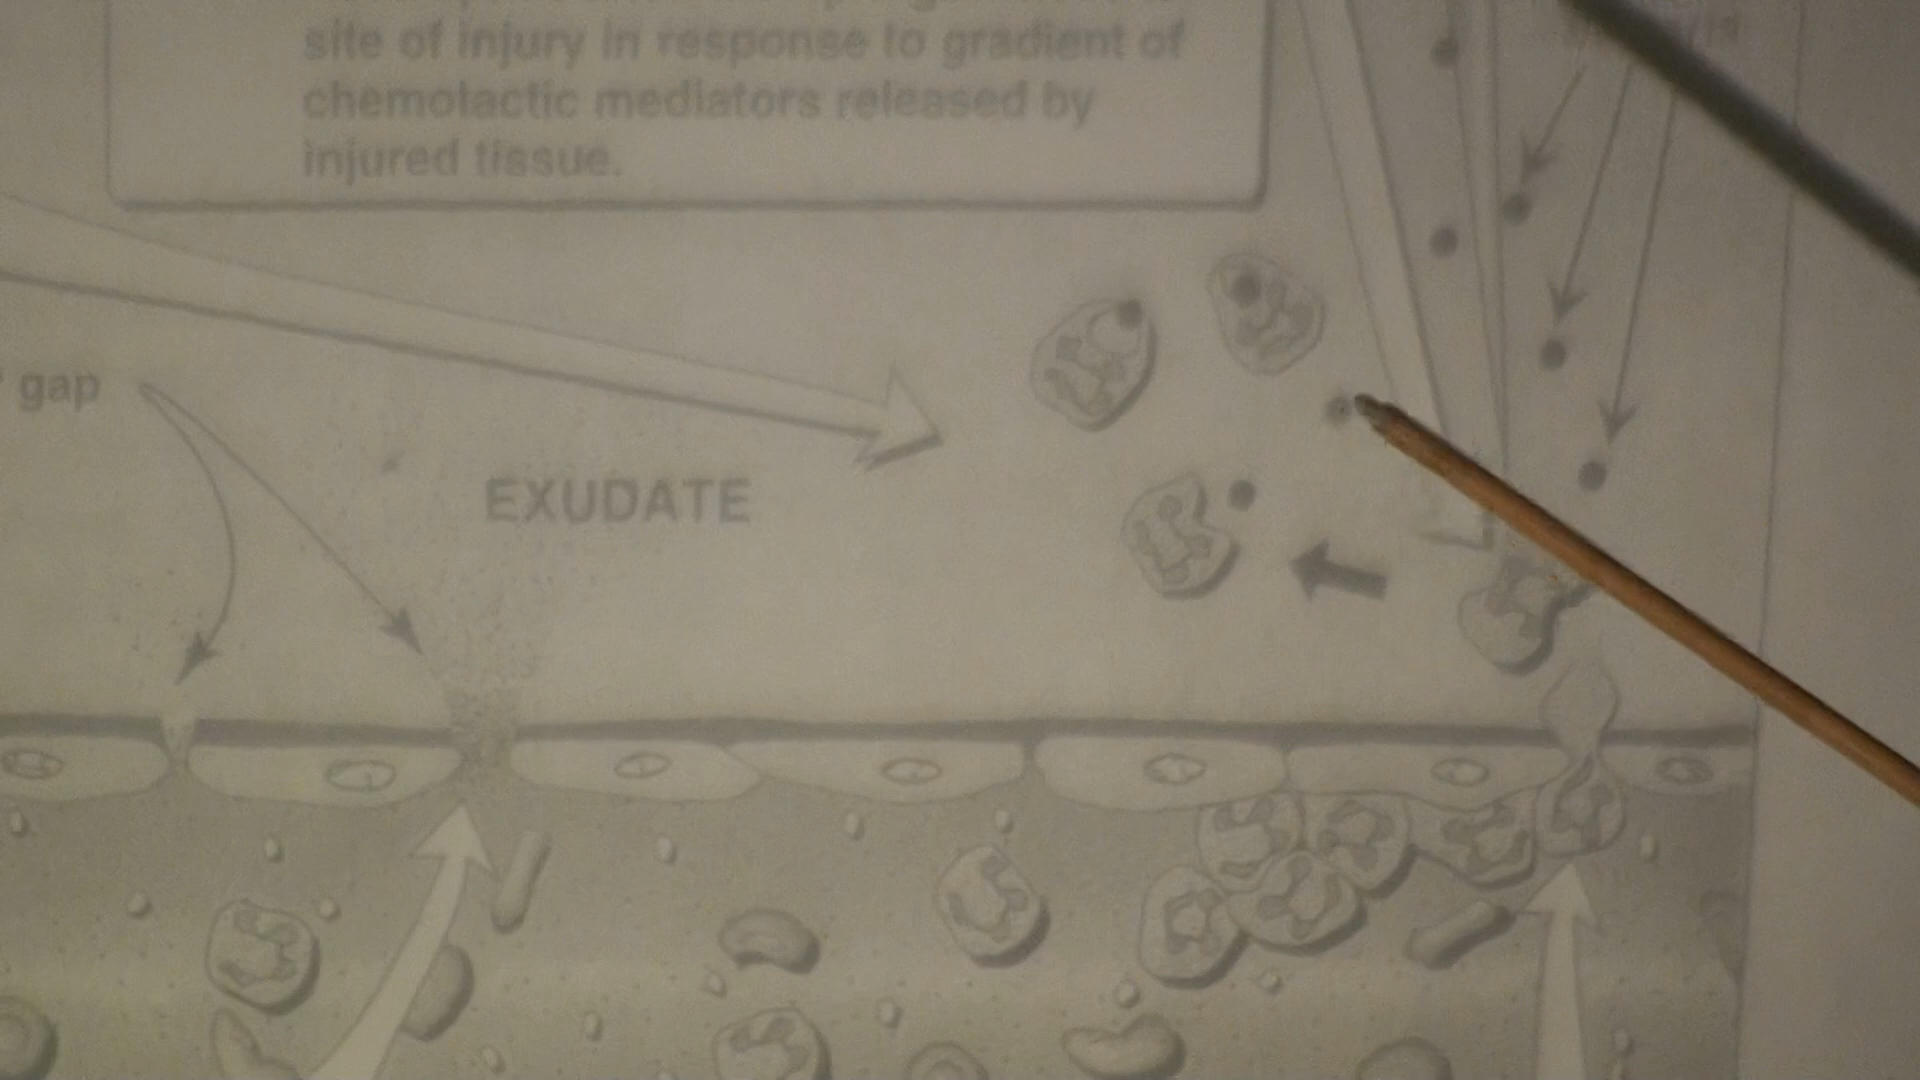 site of injury in response to gradient of
chemotactic mediators released by
injured tissue.
gap
EXUDATE